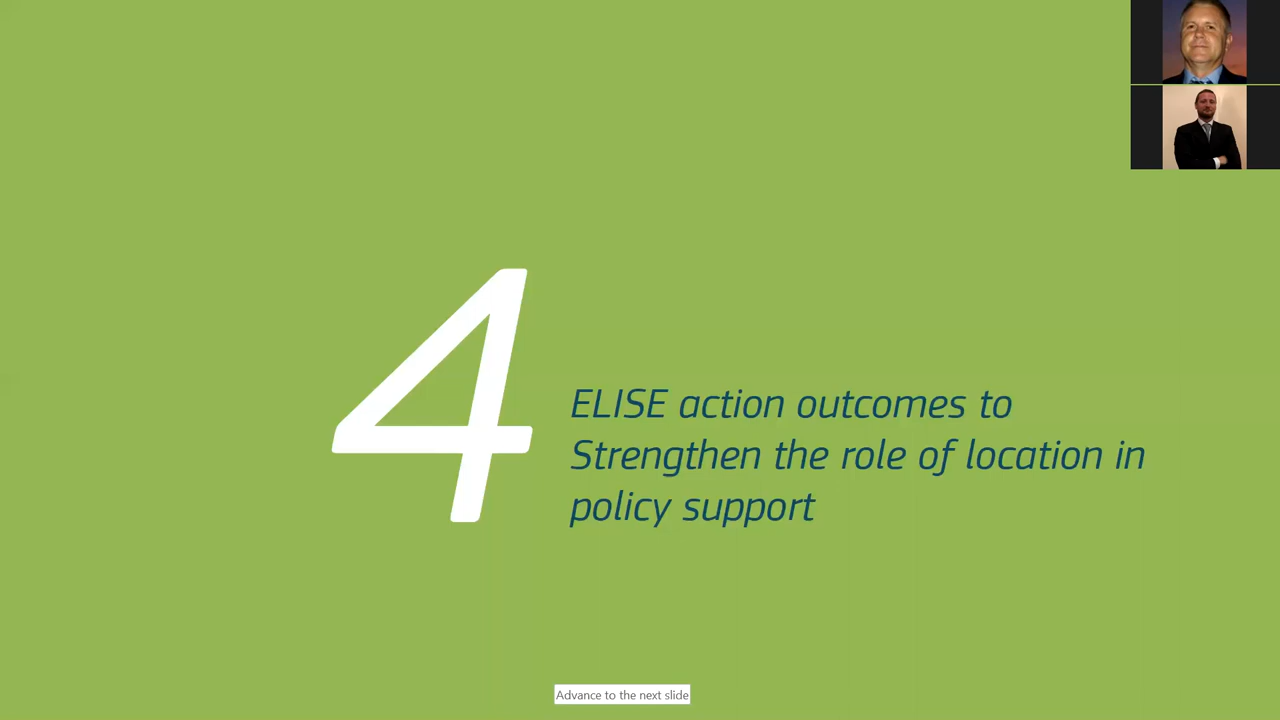 4
ELISE action outcomes to
Strengthen the role of location in
policy support
Advance to the next slide